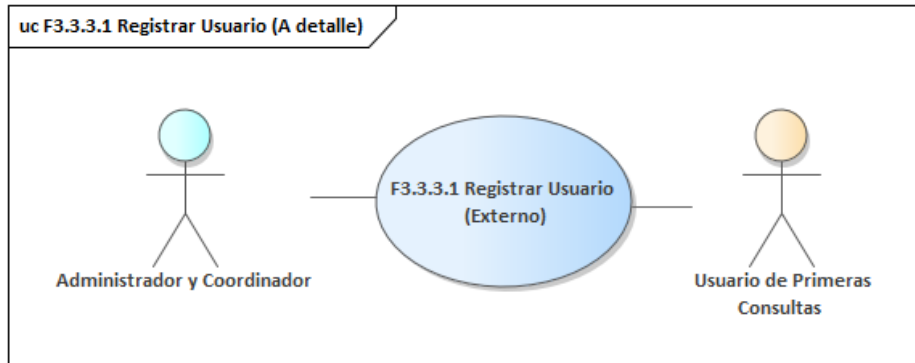 uc F3.3.3.1 Registrar Usuario (A detalle)
F3.3.3.1 Registrar Usuario
(Externo)
Administrador y Coordinador
Usuario de Primeras
Consultas